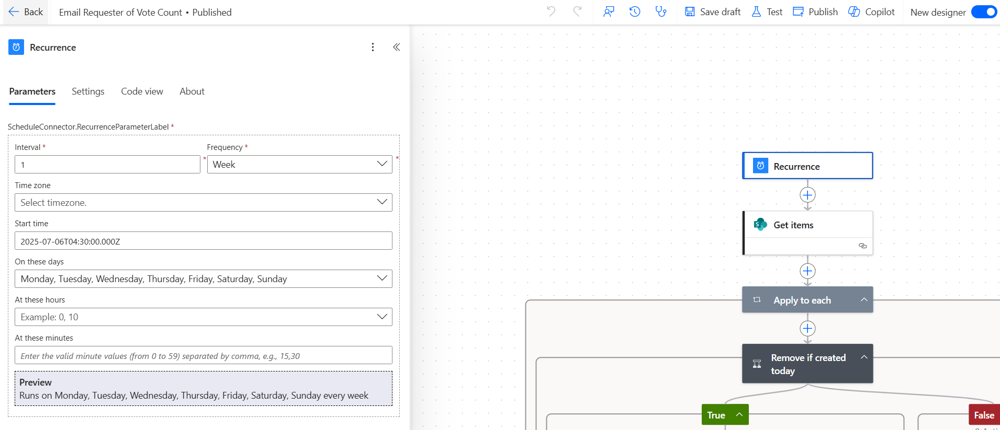 Back
Email Requester of Vote Count • Published
Save draft
Test
Publish
Copilot
New designer
Recurrence
Parameters
Settings
Code view
About
ScheduleConnector.RecurrenceParameterLabel *
Interval *
Frequency *
1
*
Week
*
Time zone
Select timezone.
Start time
2025-07-06T04:30:00.000Z
On these days
Monday, Tuesday, Wednesday, Thursday, Friday, Saturday, Sunday
At these hours
Example: 0, 10
At these minutes
Enter the valid minute values (from 0 to 59) separated by comma, e.g., 15,30
Preview
Runs on Monday, Tuesday, Wednesday, Thursday, Friday, Saturday, Sunday every week
Recurrence
S
Get items
Apply to each
Remove if created
today
True
False